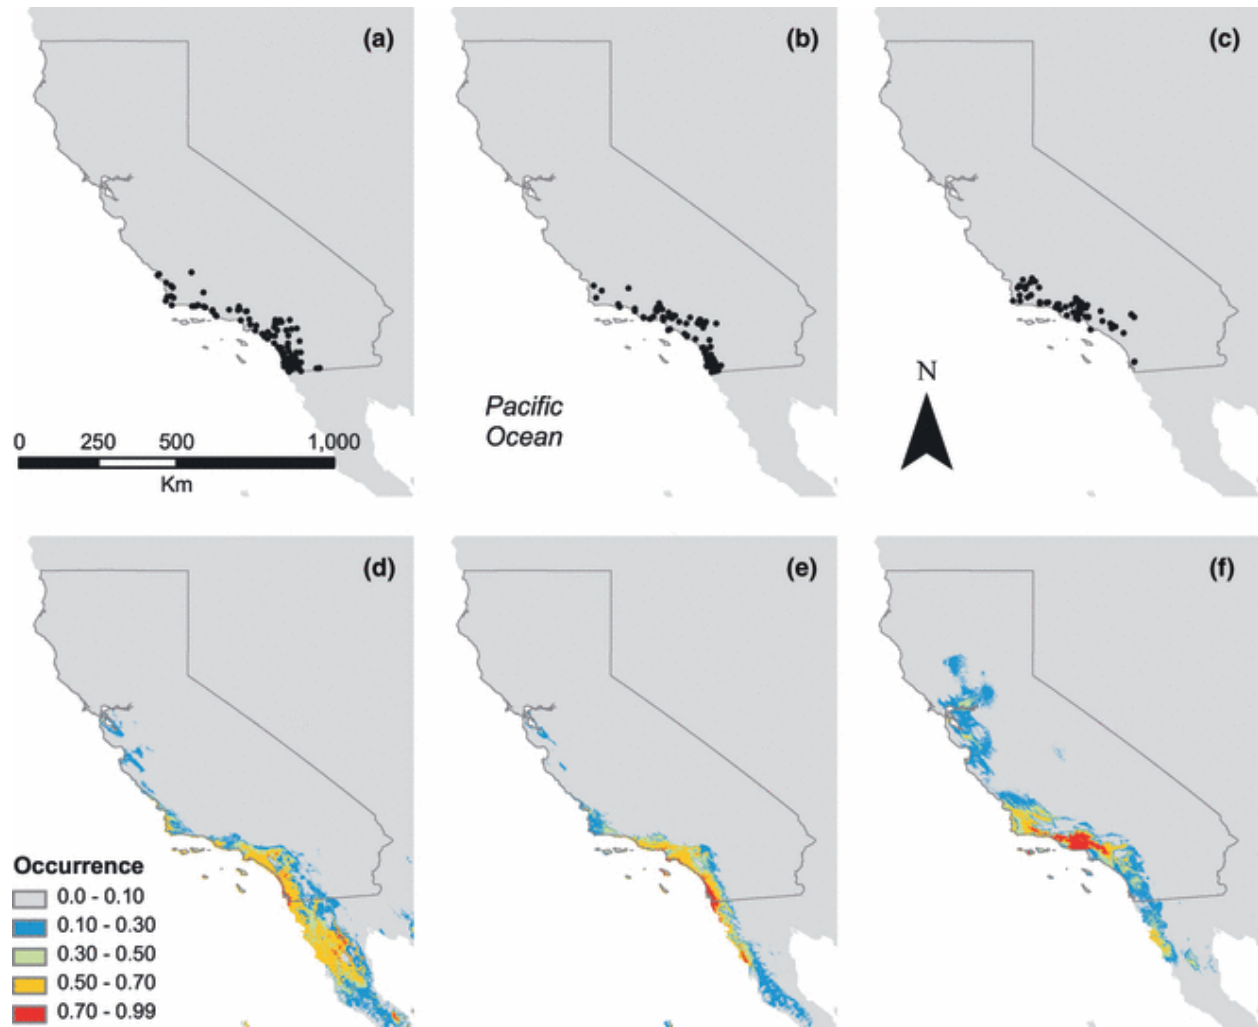 (a)
(b)
(c)
N
Pacific
Ocean
0 250 500 1,000
Km
(d)
(e)
(f)
Occurrence
0.0 - 0.10
0.10 - 0.30
0.30 - 0.50
0.50 - 0.70
0.70 - 0.99